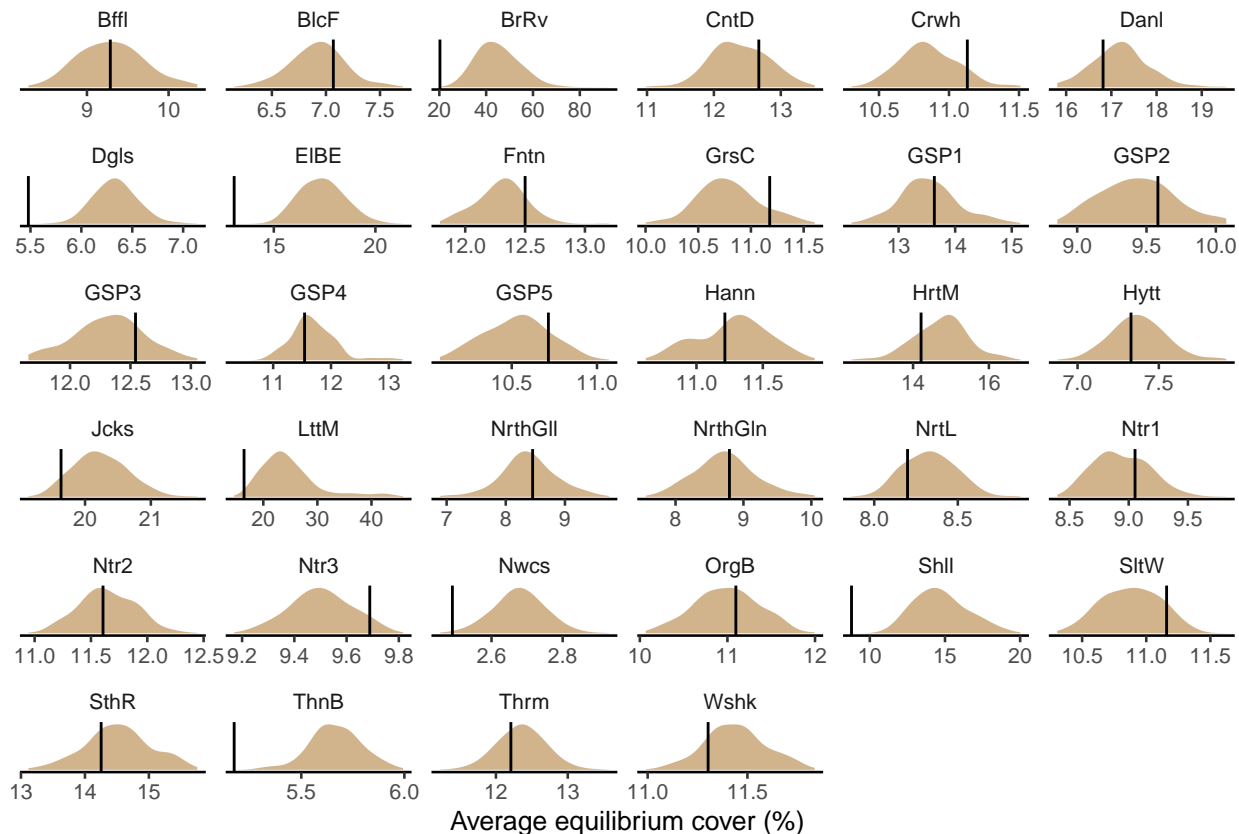 Bffl BlcF BrRv CntD Crwh Danl
9 10 6.5 7.0 7.5 20 40 60 80 11 12 13 10.5 11.0 11.5 16 17 18 19
Dgls ElBE Fntn GrsC GSP1 GSP2
5.5 6.0 6.5 7.0 15 20 12.0 12.5 13.0 10.0 10.5 11.0 11.5 13 14 15 9.0 9.5 10.0
GSP3 GSP4 GSP5 Hann HrtM Hytt
12.0 12.5 13.0 11 12 13 10.5 11.0 11.0 11.5 14 16 7.0 7.5
Jcks LttM NrthGll NrthGln NrtL Ntr1
20 21 20 30 40 7 8 9 8 9 10 8.0 8.5 8.5 9.0 9.5
Ntr2 Ntr3 Nwcs OrgB Shll SltW
11.0 11.5 12.0 12.5 9.2 9.4 9.6 9.8 2.6 2.8 10 11 12 10 15 20 10.5 11.0 11.5
SthR ThnB Thrm Wshk
13 14 15 5.5 6.0 12 13 11.0 11.5
Average equilibrium cover (%)